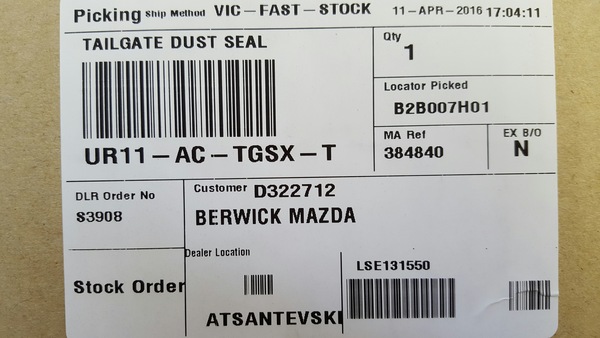 Picking Ship Method VIC-FAST-STOCK 11-APR-2016 17:04:11
TAILGATE DUST SEAL
Qty
1
UR11-AC-TGSX-T
Locator Picked
B2B007H01
MA Ref
384840
EX B/O
N
DLR Order No
S3908
Customer D322712
BERWICK MAZDA
Stock Order
Dealer Location
ATSANTEVSKI
LSE131550